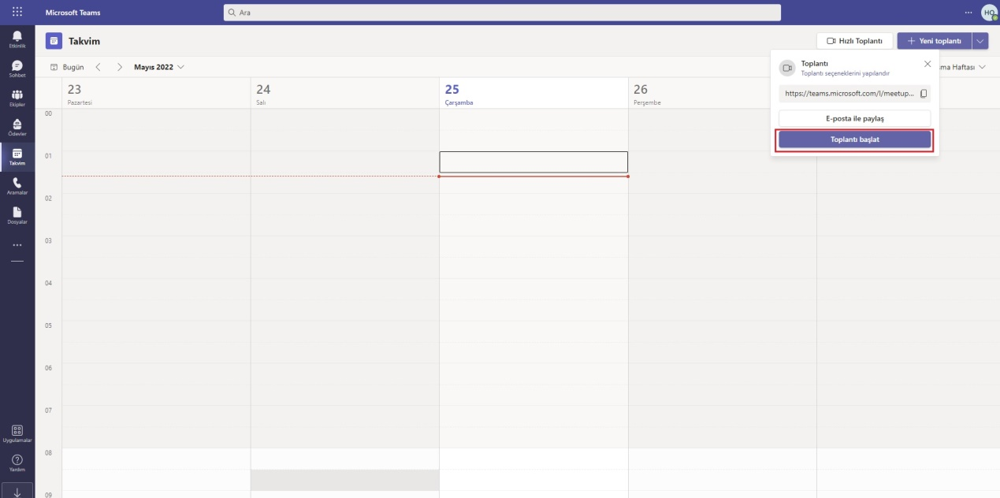 Microsoft Teams
Ara
HO
Etkinlik
Sohbet
Ekipler
Ödevler
Takvim
Aramalar
Dosyalar
Uygulamalar
Yardım
Takvim
Hızlı Toplantı
Yeni toplantı
Bugün
Mayıs 2022
ma Haftası
Toplantı
Toplantı seçeneklerini yapılandır
https://teams.microsoft.com/l/meetup...
E-posta ile paylaş
Toplantı başlat
23
Pazartesi
24
Salı
25
Çarşamba
26
Perşembe
00
01
02
03
04
05
06
07
08
09